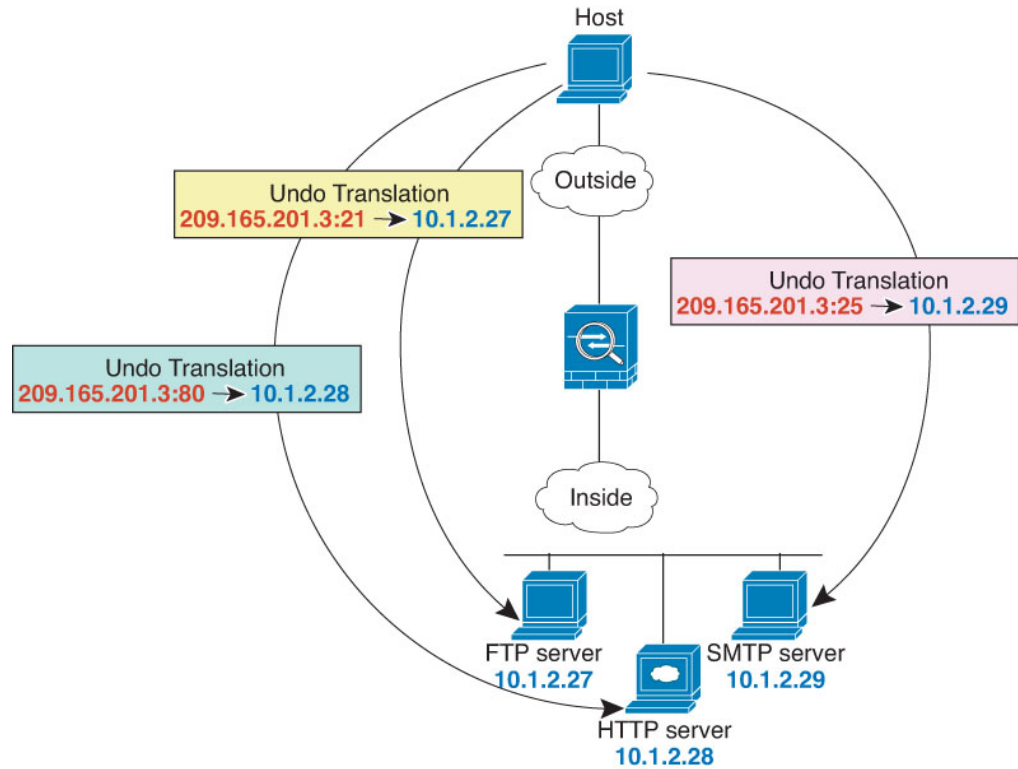 Host
Outside
Undo Translation
209.165.201.3:21 → 10.1.2.27
Undo Translation
209.165.201.3:25 → 10.1.2.29
Undo Translation
209.165.201.3:80 → 10.1.2.28
Inside
FTP server
10.1.2.27
SMTP server
10.1.2.29
HTTP server
10.1.2.28